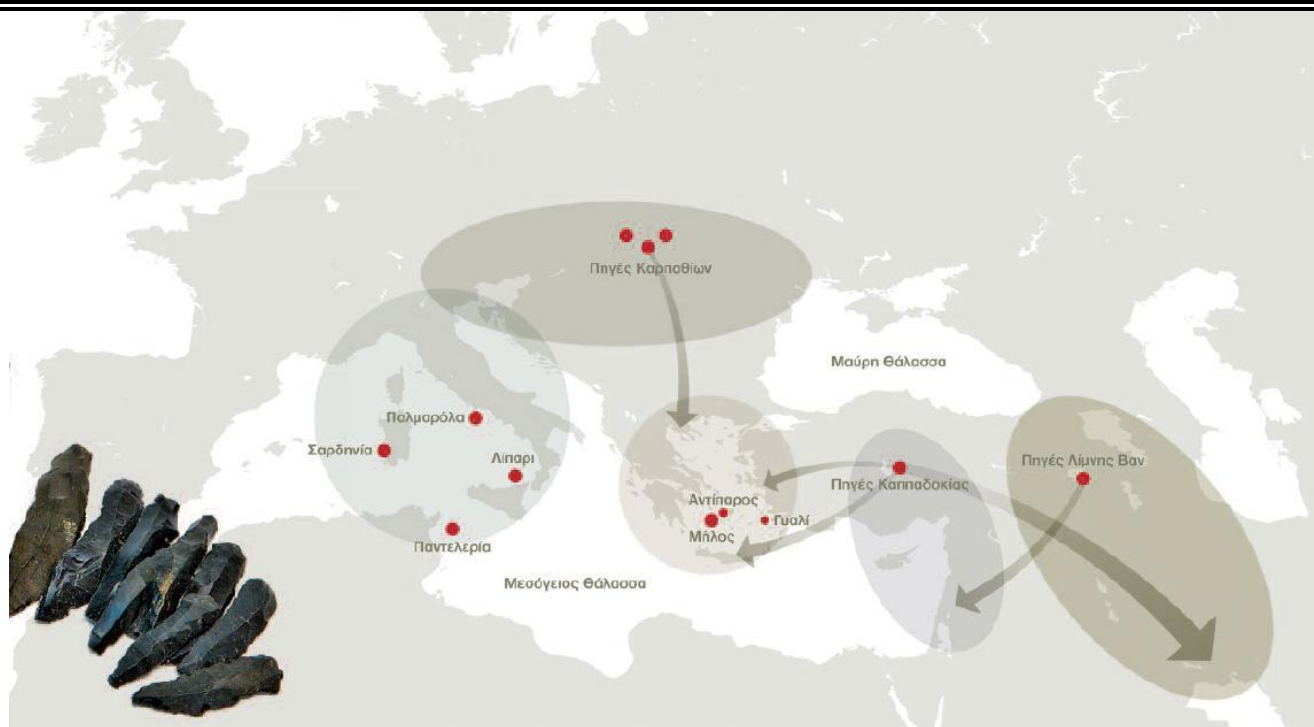 Πηγές Καρπαθίων
Μαύρη Θάλασσα
Παλμαρόλα
Σαρδηνία
Λίπαρι
Πηγές Λίμνης Βαν
Πηγές Καππαδοκίας
Αντίπαρος
Γυαλί
Μήλος
Παντελερία
Μεσόγειος Θάλασσα